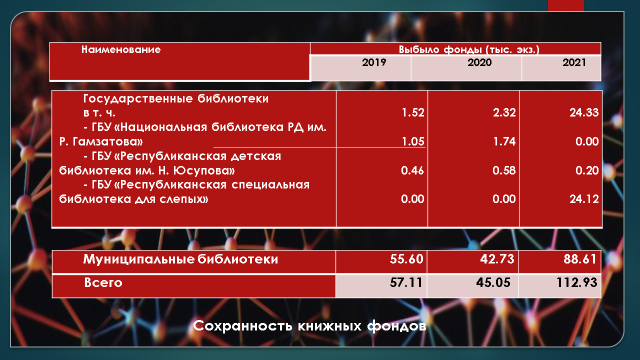 Наименование Выбыло фонды (тыс. экз.)
2019 2020 2021
Государственные библиотеки
в т. ч. 1.52 2.32 24.33
- ГБУ «Национальная библиотека РД им.
Р. Гамзатова» 1.05 1.74 0.00
- ГБУ «Республиканская детская
библиотека им. Н. Юсупова» 0.46 0.58 0.20
- ГБУ «Республиканская специальная
библиотека для слепых» 0.00 0.00 24.12
Муниципальные библиотеки 55.60 42.73 88.61
Всего 57.11 45.05 112.93
Сохранность книжных фондов